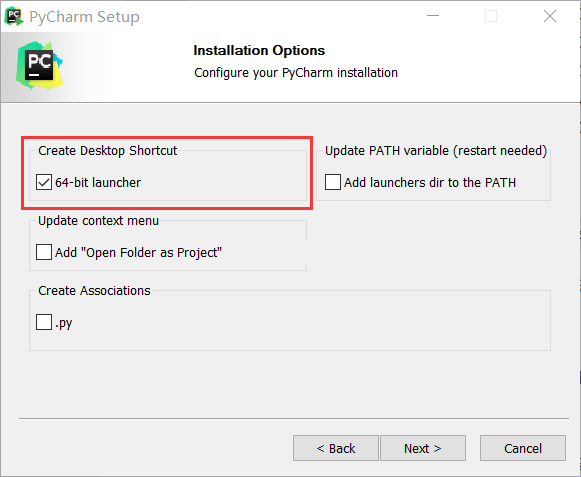 PyCharm Setup
PC
Installation Options
Configure your PyCharm installation
Create Desktop Shortcut
64-bit launcher
Update PATH variable (restart needed)
Add launchers dir to the PATH
Update context menu
Add "Open Folder as Project"
Create Associations
.py
< Back
Next >
Cancel